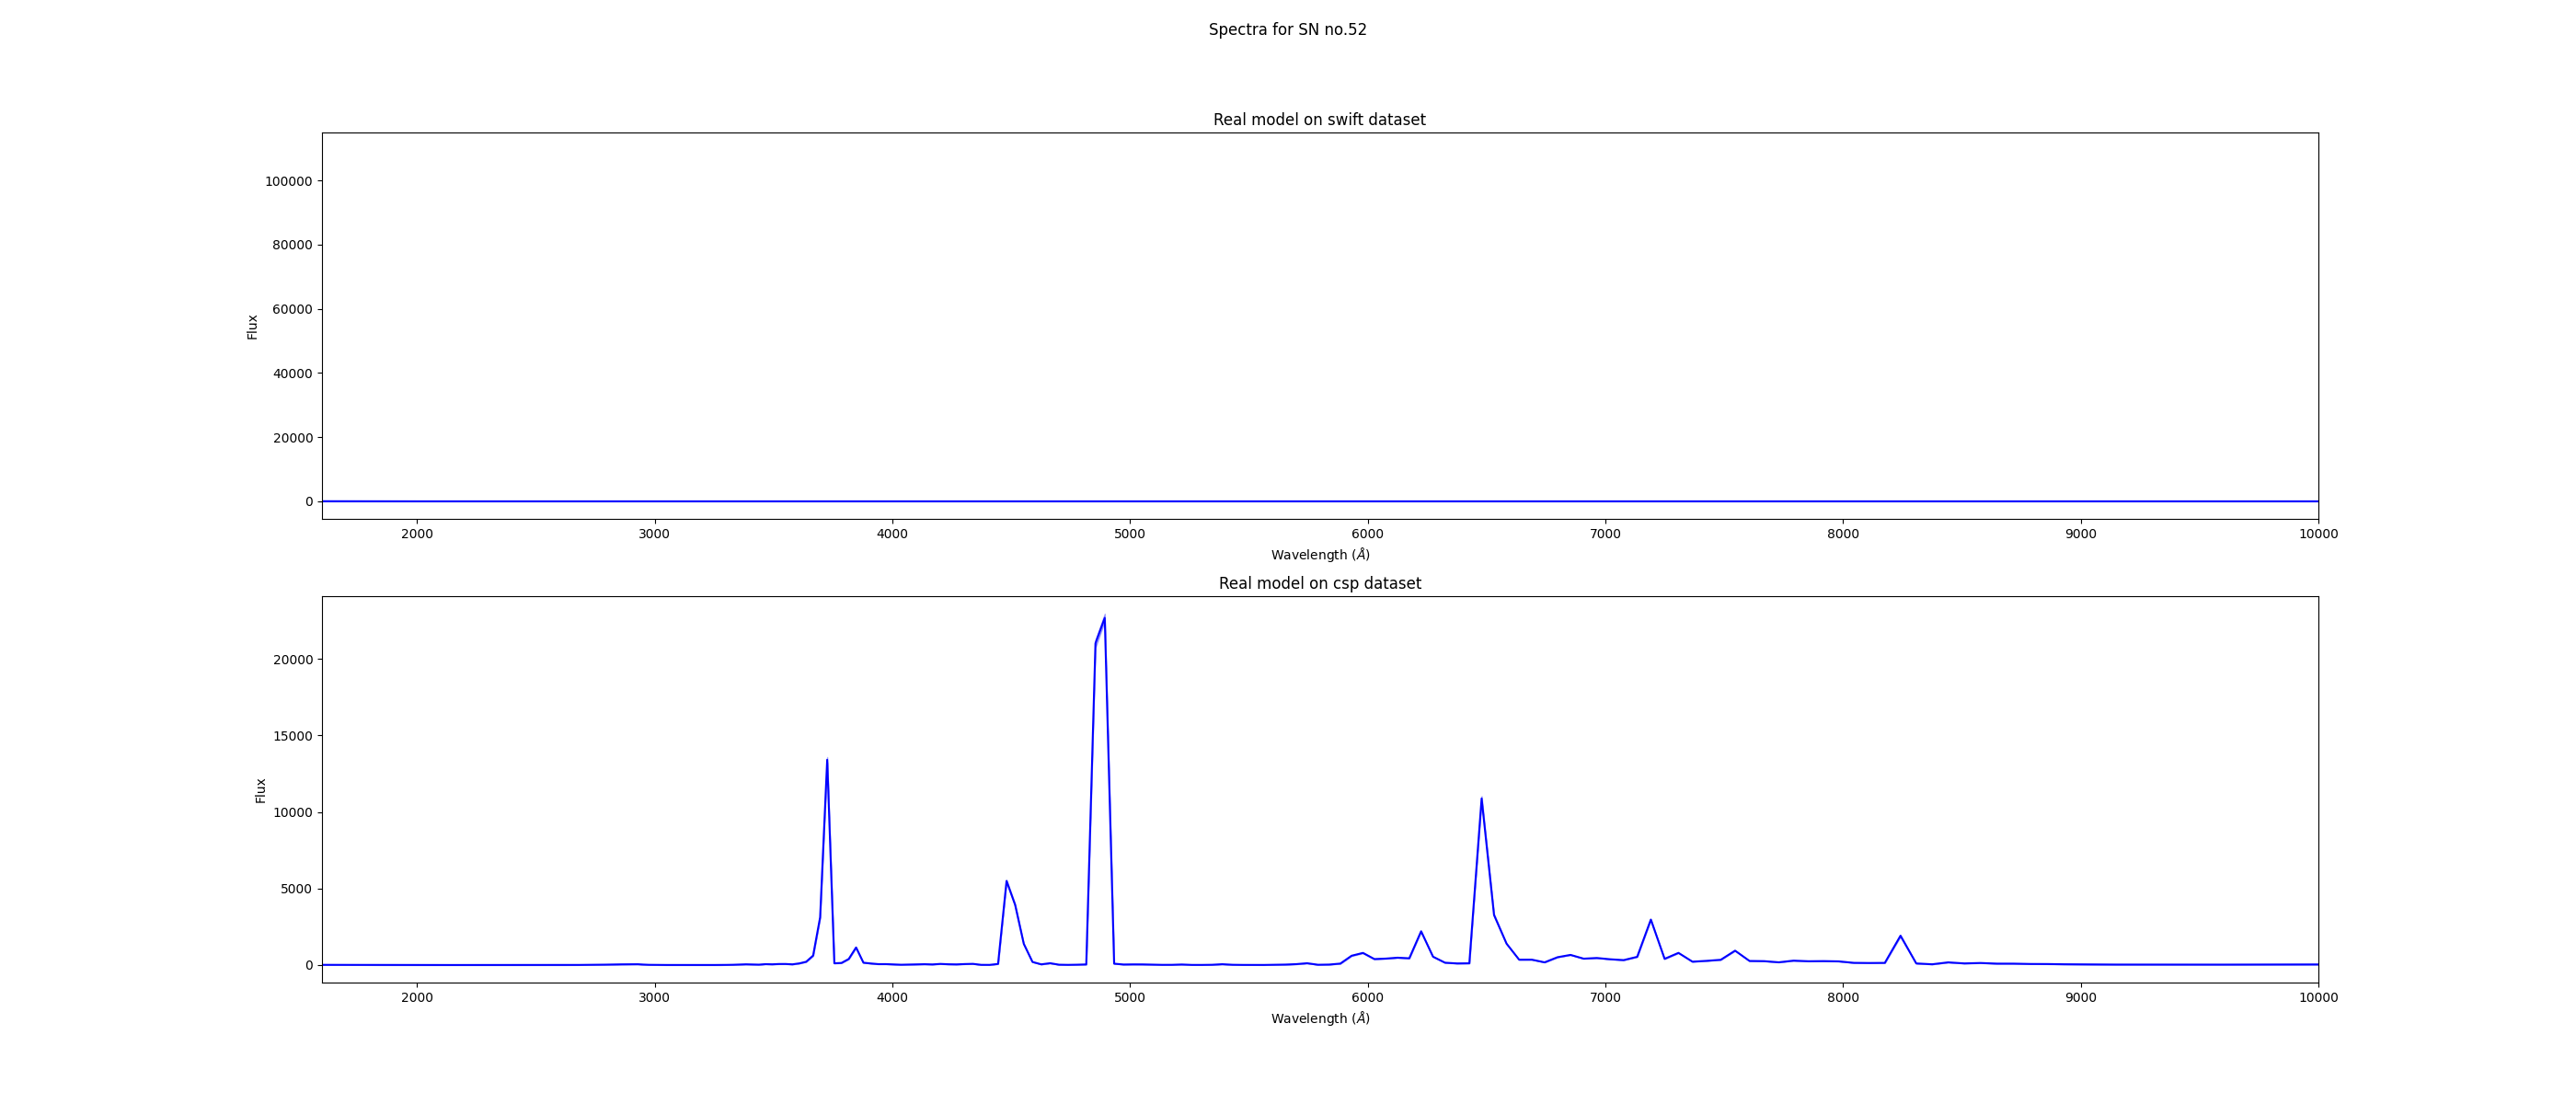 Spectra for SN no.52
Real model on swift dataset
100000
80000
60000
40000
20000
0
Flux
2000 3000 4000 5000 6000 7000 8000 9000 10000
Wavelength (Å)
Real model on csp dataset
20000
15000
10000
5000
0
Flux
2000 3000 4000 5000 6000 7000 8000 9000 10000
Wavelength (Å)